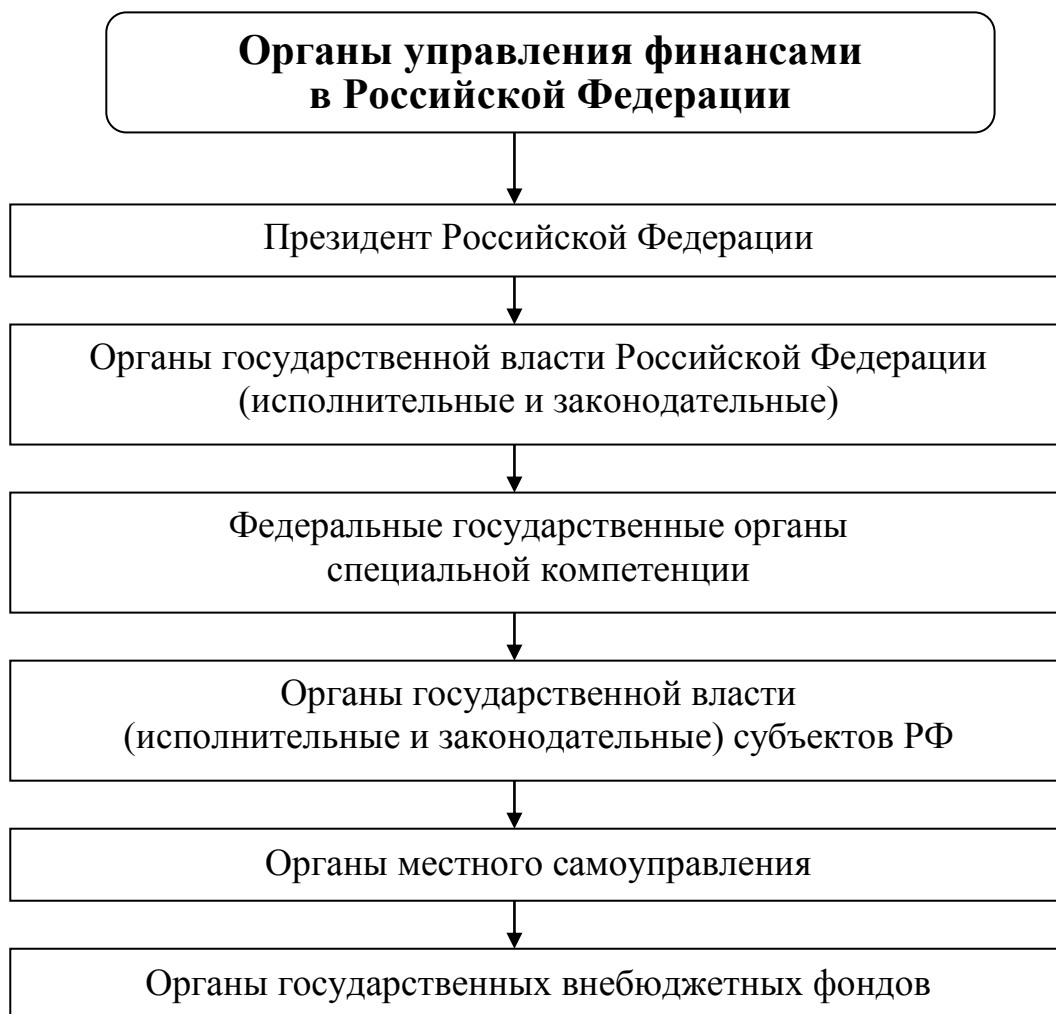 Органы управления финансами
в Российской Федерации
Президент Российской Федерации
Органы государственной власти Российской Федерации
(исполнительные и законодательные)
Федеральные государственные органы
специальной компетенции
Органы государственной власти
(исполнительные и законодательные) субъектов РФ
Органы местного самоуправления
Органы государственных внебюджетных фондов